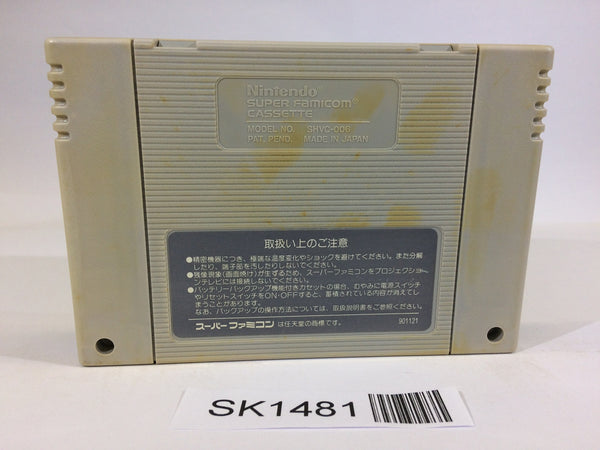 Nintendo
SUPER FAMICOM®
CASSETTE
MODEL NO. SHVC-006
PAT. PEND. MADE IN JAPAN
取扱い上のご注意
●精密機器につき、極端な温度変化やショックを避けてください。また分解
したり、端子部を汚したりしないでください。
●残像現象(画面焼け)が生ずるため、スーパーファミコンをプロジェクショ
ンテレビには接続しないでください。
●バッテリーバックアップ機能付きカセットの場合、むやみに電源スイッチ
やリセットスイッチをON・OFFすると、蓄積されている内容が消えてし
まうことがあります。
なお、バックアップの操作方法については、取扱説明書をご参照ください。
スーパーファミコンは任天堂の商標です。
901121
SK1481